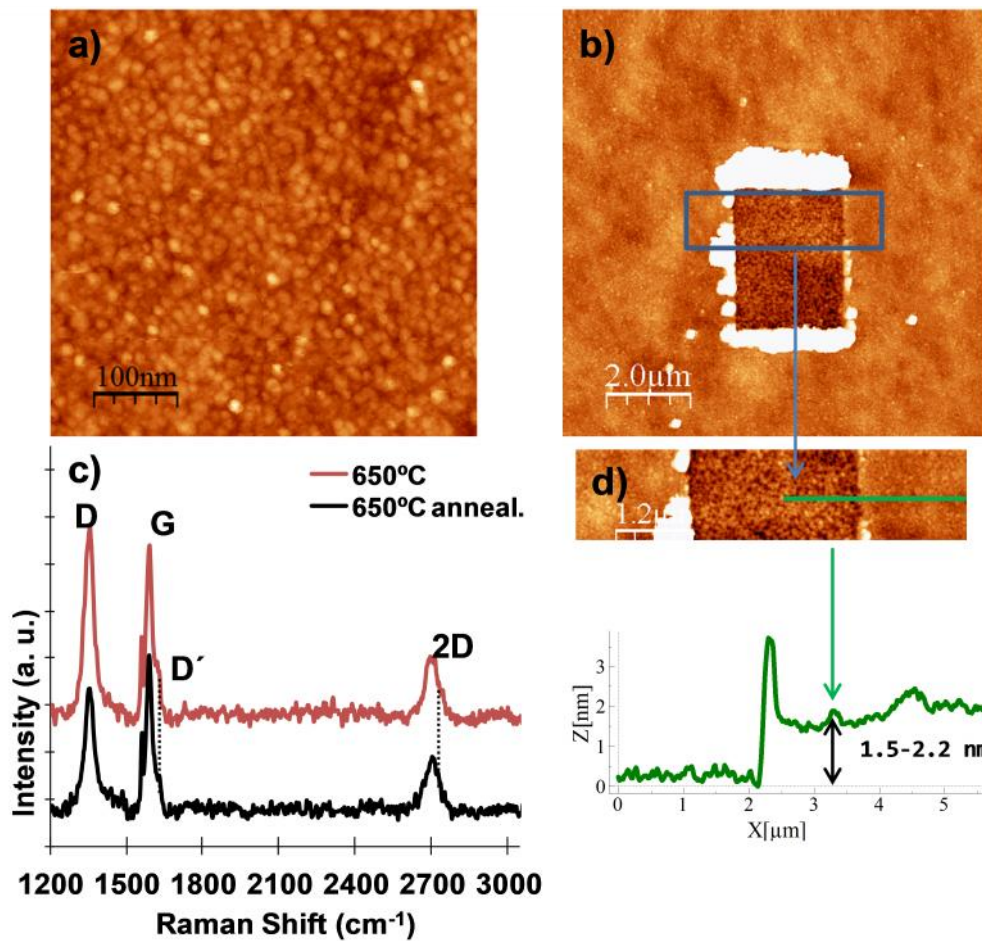 a)
100nm
b)
2.0µm
c)
650ºC
650ºC anneal.
D
G
D´
2D
Intensity (a. u.)
1200 1500 1800 2100 2400 2700 3000
Raman Shift (cm-1)
d)
Z[nm]
3
2
1
0
1.5-2.2
0 1 2 3 4 5
X[µm]